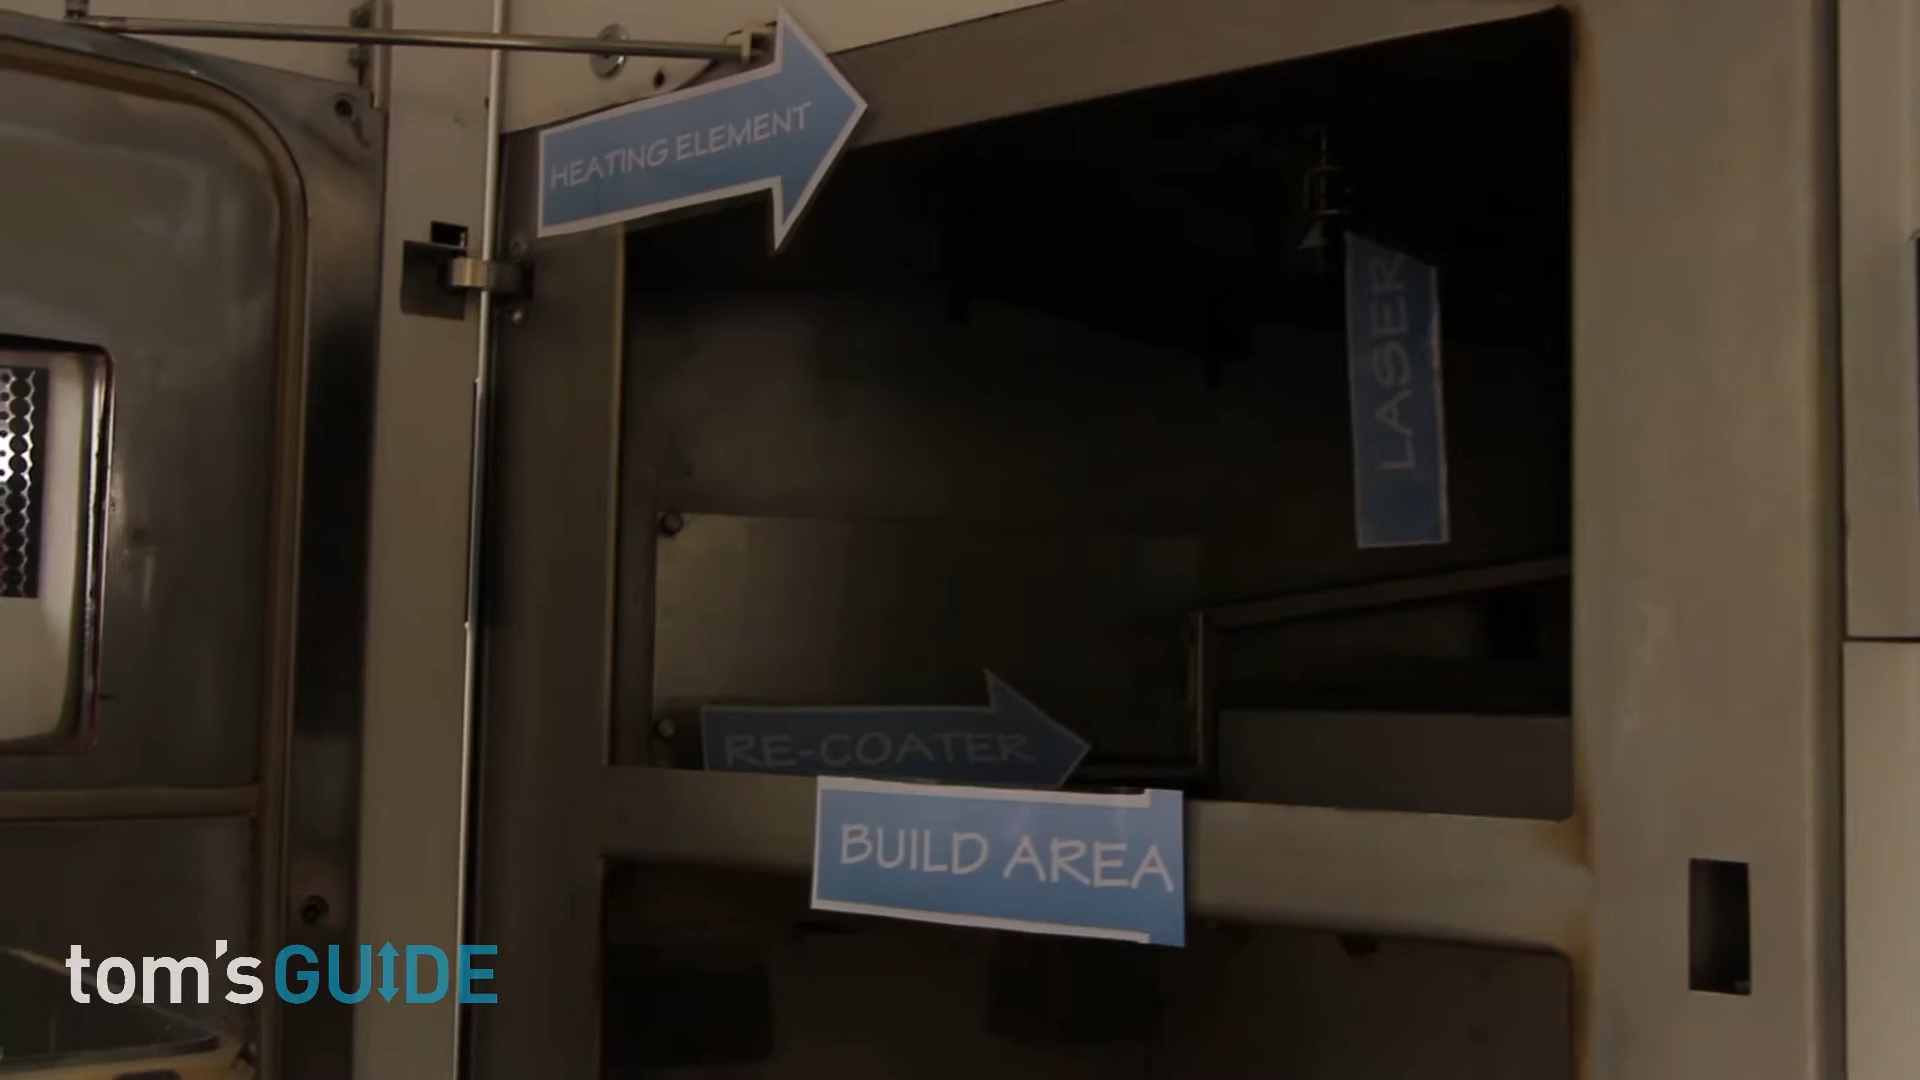 HEATING ELEMENT
LASER
RE-COATER
BUILD AREA
tom's GUIDE